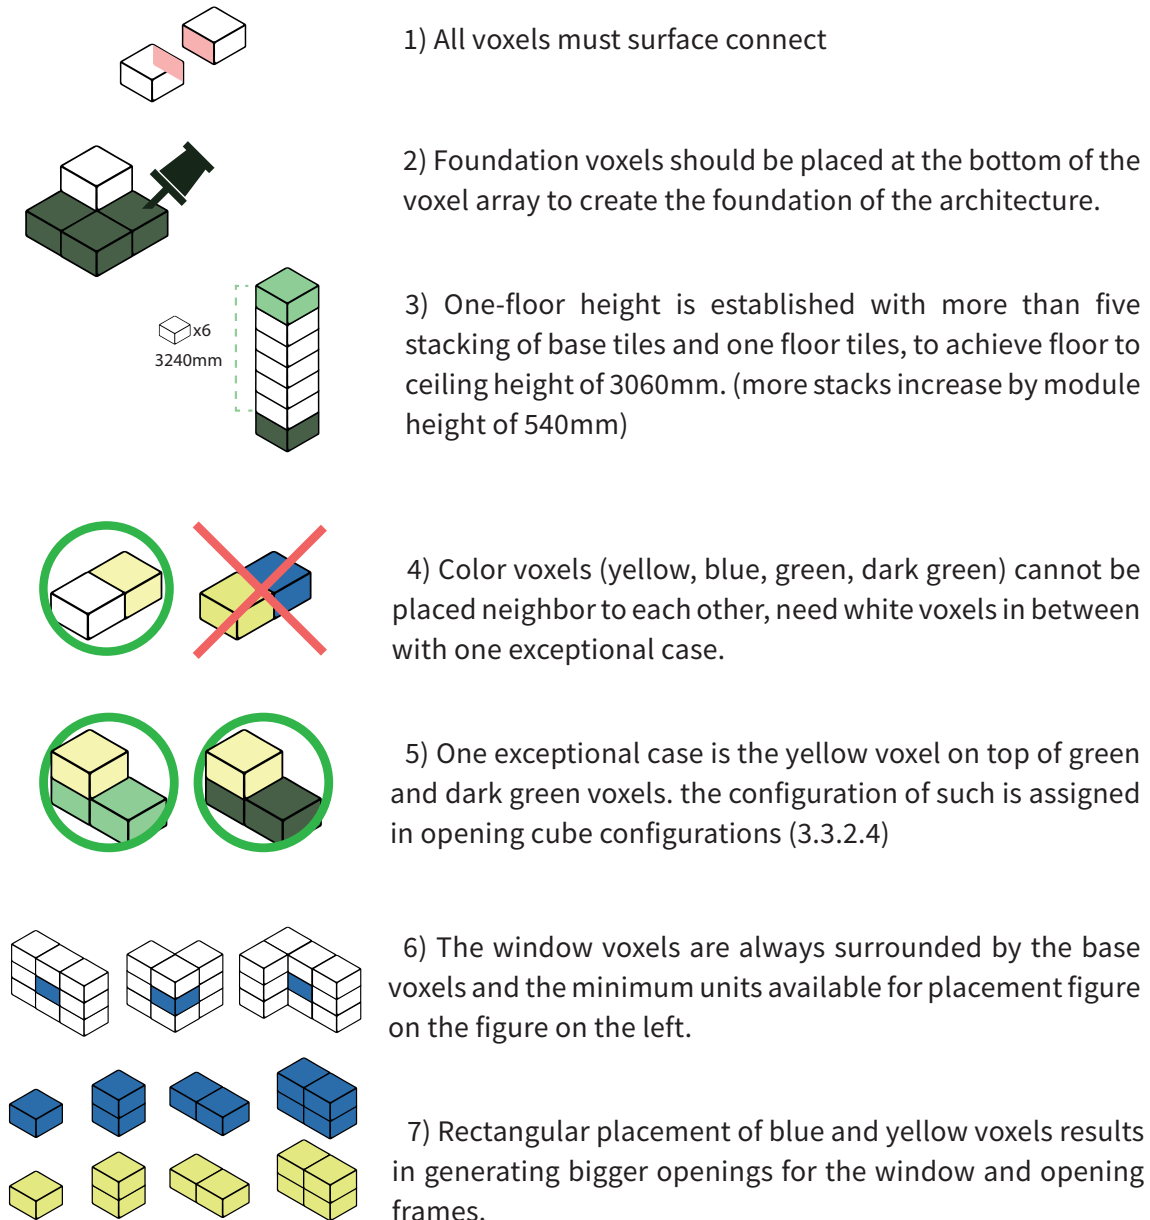 1) All voxels must surface connect
2) Foundation voxels should be placed at the bottom of the
voxel array to create the foundation of the architecture.
x6
3240mm
3) One-floor height is established with more than five
stacking of base tiles and one floor tiles, to achieve floor to
ceiling height of 3060mm. (more stacks increase by module
height of 540mm)
4) Color voxels (yellow, blue, green, dark green) cannot be
placed neighbor to each other, need white voxels in between
with one exceptional case.
5) One exceptional case is the yellow voxel on top of green
and dark green voxels. the configuration of such is assigned
in opening cube configurations (3.3.2.4)
6) The window voxels are always surrounded by the base
voxels and the minimum units available for placement figure
on the figure on the left.
7) Rectangular placement of blue and yellow voxels results
in generating bigger openings for the window and opening
frames.